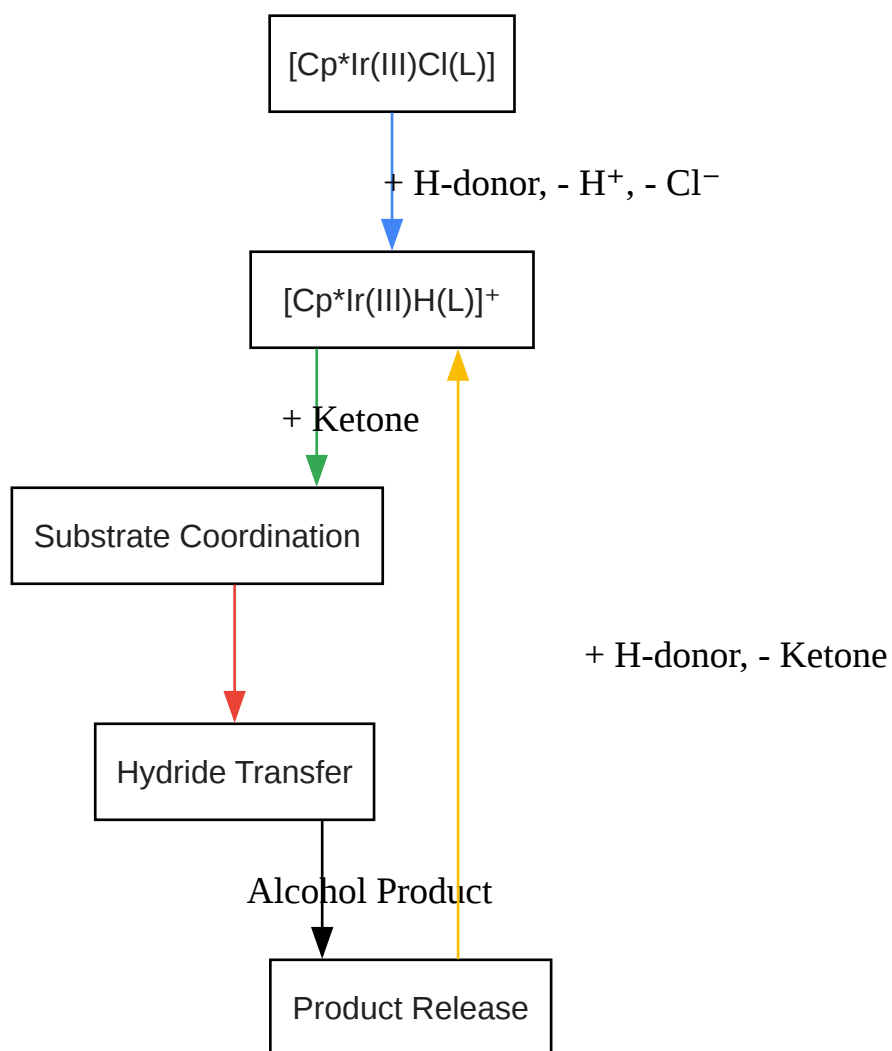 [Cp*Ir(III)Cl(L)]
+ H-donor, - H⁺, - Cl⁻
[Cp*Ir(III)H(L)]⁺
+ Ketone
Substrate Coordination
+ H-donor, - Ketone
Hydride Transfer
Alcohol Product
Product Release